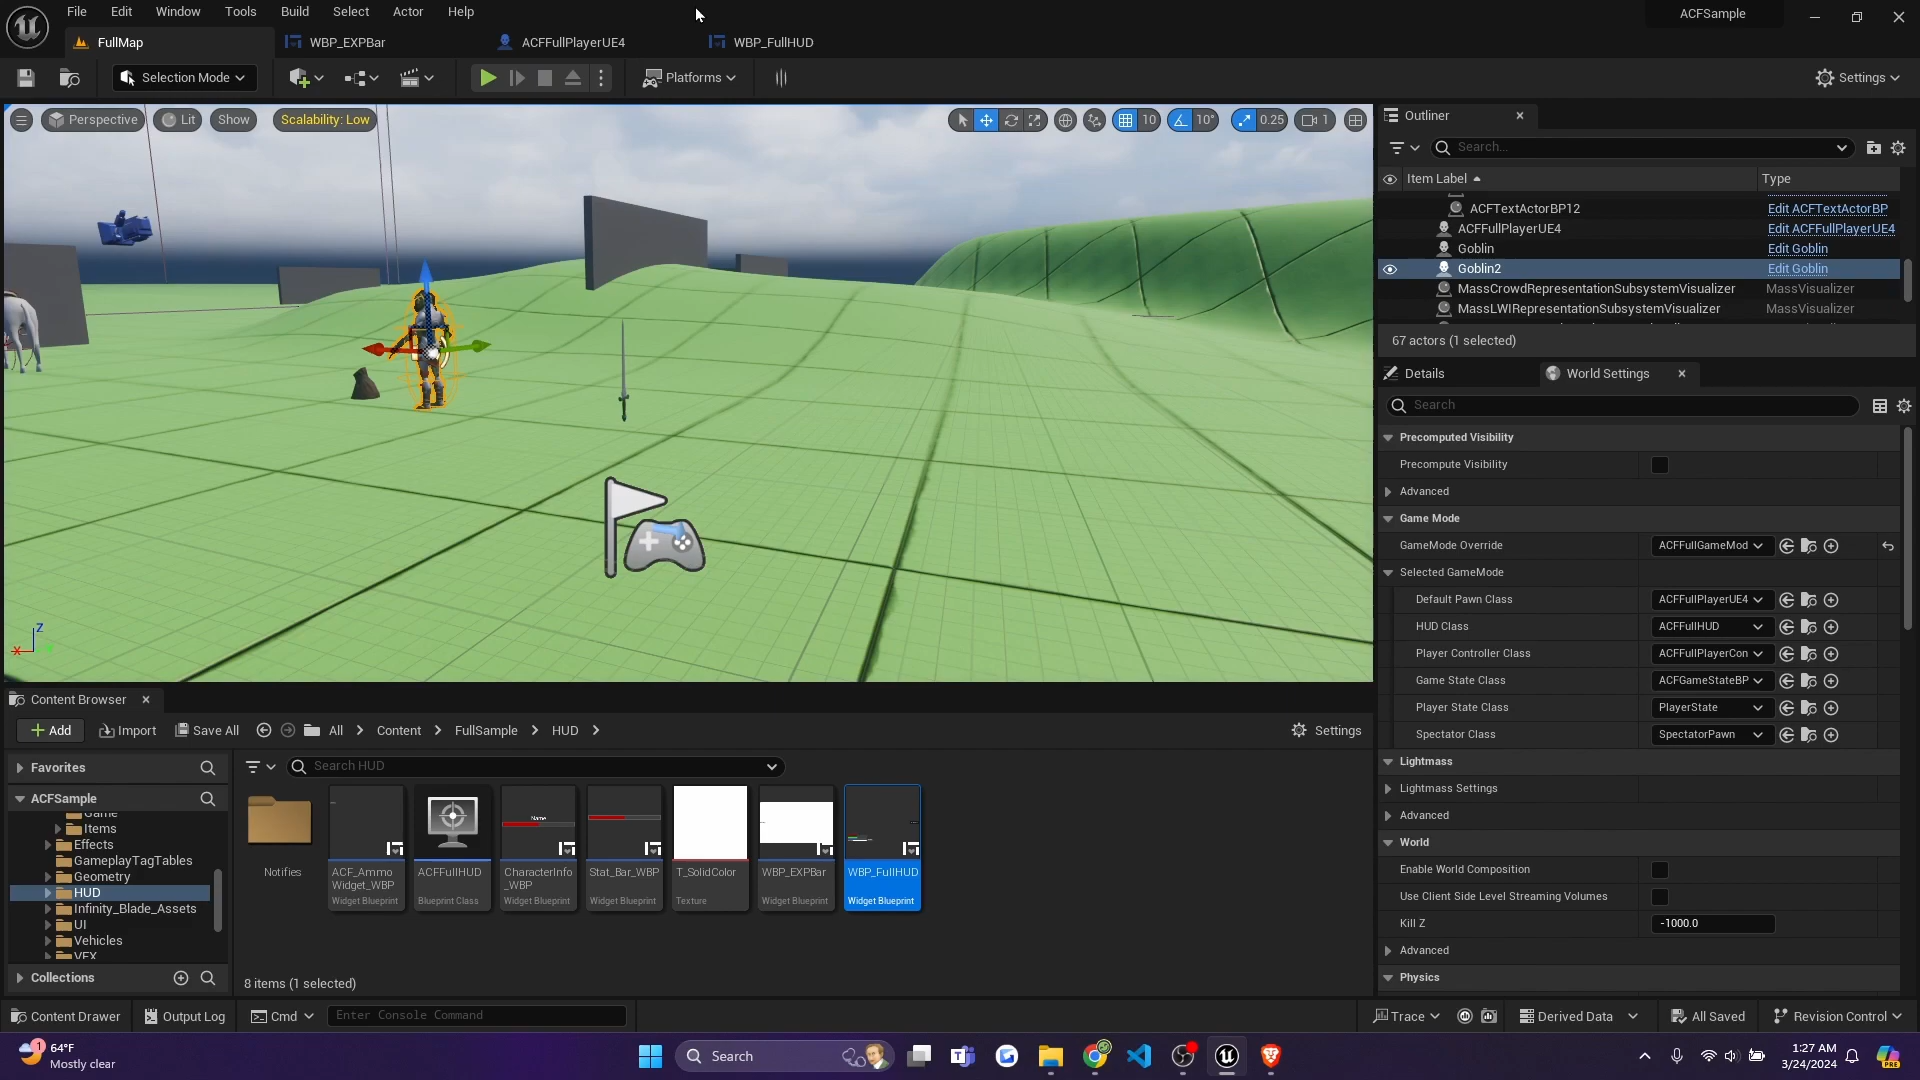 File Edit Window Tools Build Select Actor Help
ACFSample
FullMap WBP_EXPBar ACFFullPlayerUE4 WBP_FullHUD
Selection Mode Platforms Settings
Perspective Lit Show Scalability: Low 10 10° 0.25 1
Outliner
Search...
Item Label Type
ACFTextActorBP12 Edit ACFTextActorBP
ACFFullPlayerUE4 Edit ACFFullPlayerUE4
Goblin Edit Goblin
Goblin2 Edit Goblin
MassCrowdRepresentationSubsystemVisualizer MassVisualizer
MassLWIRepresentationSubsystemVisualizer MassVisualizer
67 actors (1 selected)
Details World Settings
Search
Precomputed Visibility
Precompute Visibility
Advanced
Game Mode
GameMode Override ACFFullGameMod
Selected GameMode
Default Pawn Class ACFFullPlayerUE4
HUD Class ACFFullHUD
Player Controller Class ACFFullPlayerCon
Game State Class ACFGameStateBP
Player State Class PlayerState
Spectator Class SpectatorPawn
Lightmass
Lightmass Settings
Advanced
World
Enable World Composition
Use Client Side Level Streaming Volumes
Kill Z -1000.0
Advanced
Physics
Z
X
Content Browser
Add Import Save All All Content FullSample HUD Settings
Favorites
Search HUD
ACFSample
Game
Items
Effects
GameplayTagTables
Geometry
HUD
Infinity_Blade_Assets
UI
Vehicles
VFX
Collections
Name
Notifies
ACF_Ammo
Widget_WBP
Widget Blueprint
ACFFullHUD
Blueprint Class
CharacterInfo
_WBP
Widget Blueprint
Stat_Bar_WBP
Widget Blueprint
T_SolidColor
Texture
WBP_EXPBar
Widget Blueprint
WBP_FullHUD
Widget Blueprint
8 items (1 selected)
Content Drawer Output Log Cmd Enter Console Command Trace Derived Data All Saved Revision Control
1
64°F
Mostly clear
Search
1:27 AM
3/24/2024
PRE